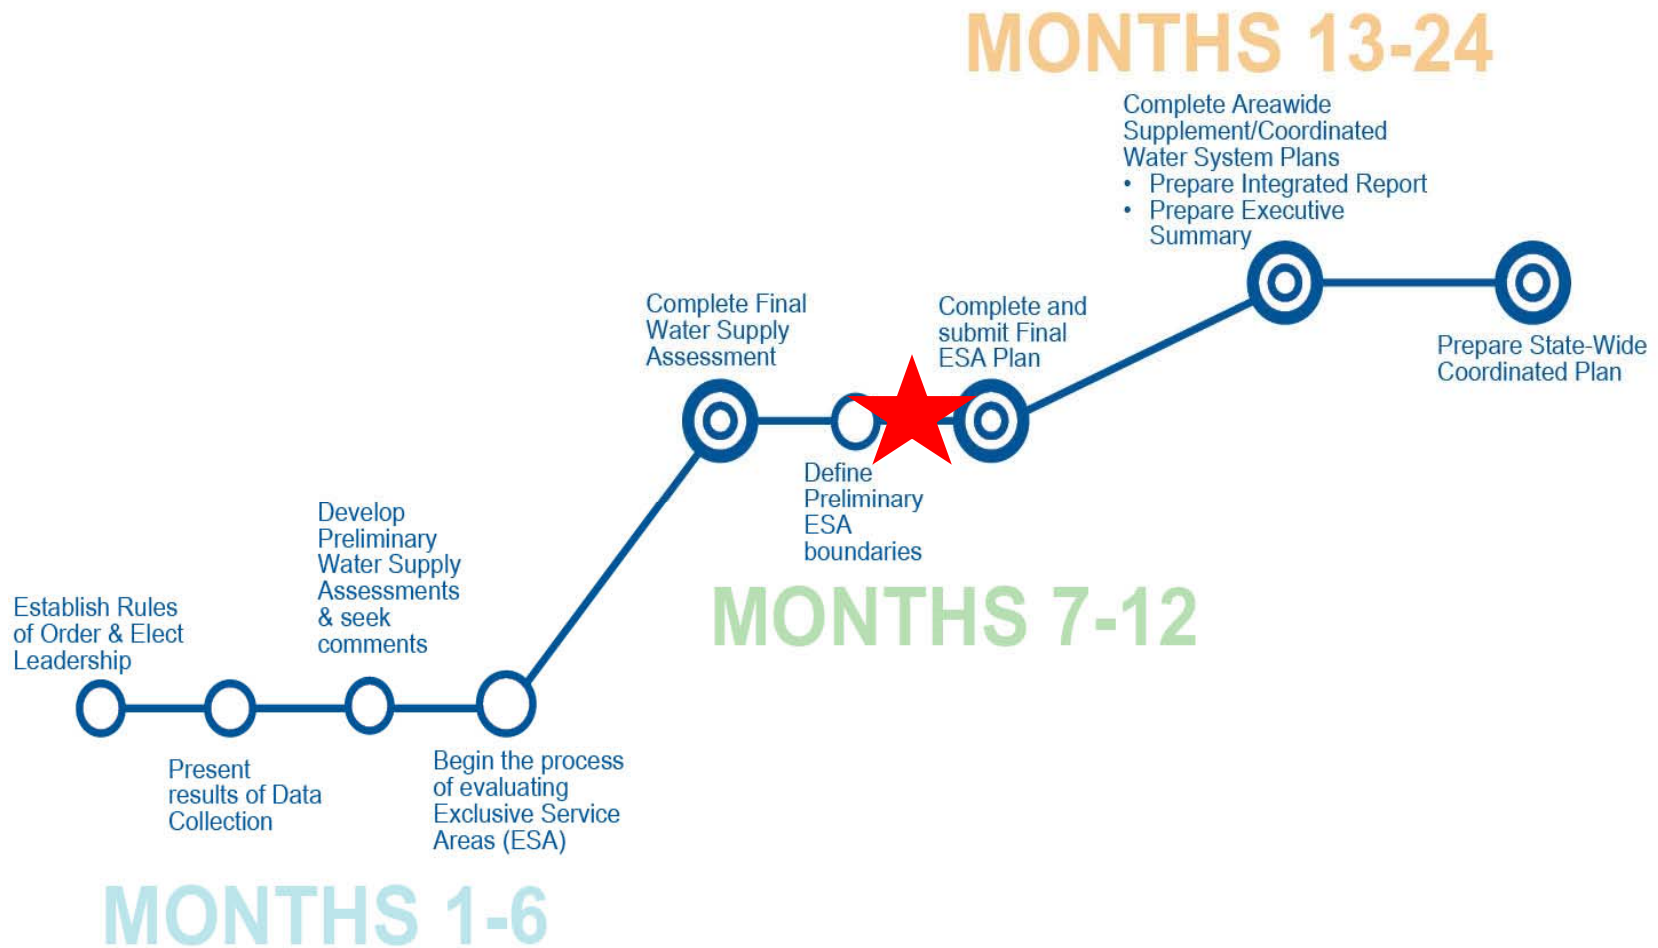 MONTHS 13-24
Complete Areawide
Supplement/Coordinated
Water System Plans
• Prepare Integrated Report
• Prepare Executive
Summary
Complete Final
Water Supply
Assessment
Complete and
submit Final
ESA Plan
Prepare State-Wide
Coordinated Plan
Define
Preliminary
ESA
boundaries
MONTHS 7-12
Develop
Preliminary
Water Supply
Assessments
& seek
comments
Establish Rules
of Order & Elect
Leadership
Present
results of Data
Collection
Begin the process
of evaluating
Exclusive Service
Areas (ESA)
MONTHS 1-6